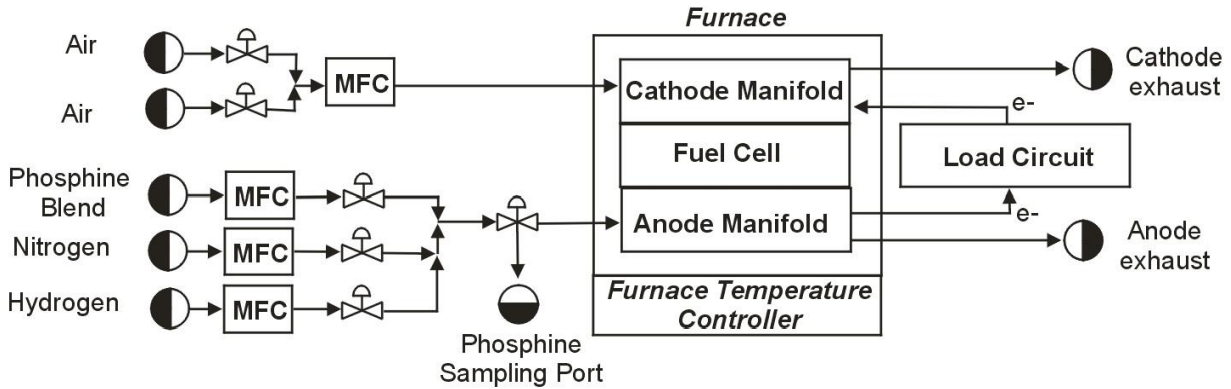 Furnace
Air
MFC
Air
Cathode Manifold
Cathode
exhaust
e-
Fuel Cell
Load Circuit
Phosphine
Blend
MFC
Anode Manifold
e-
Nitrogen
MFC
Anode
exhaust
Hydrogen
MFC
Furnace Temperature
Controller
Phosphine
Sampling Port